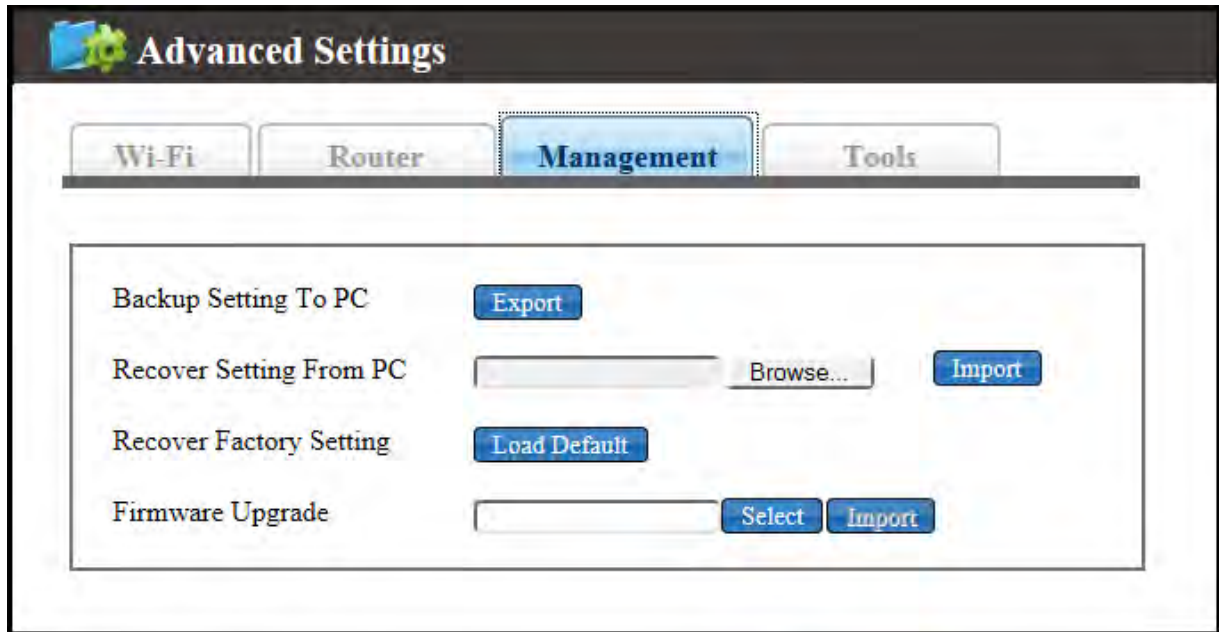 Advanced Settings
Wi-Fi Router Management Tools
Backup Setting To PC Export
Recover Setting From PC Browse... Import
Recover Factory Setting Load Default
Firmware Upgrade Select Import